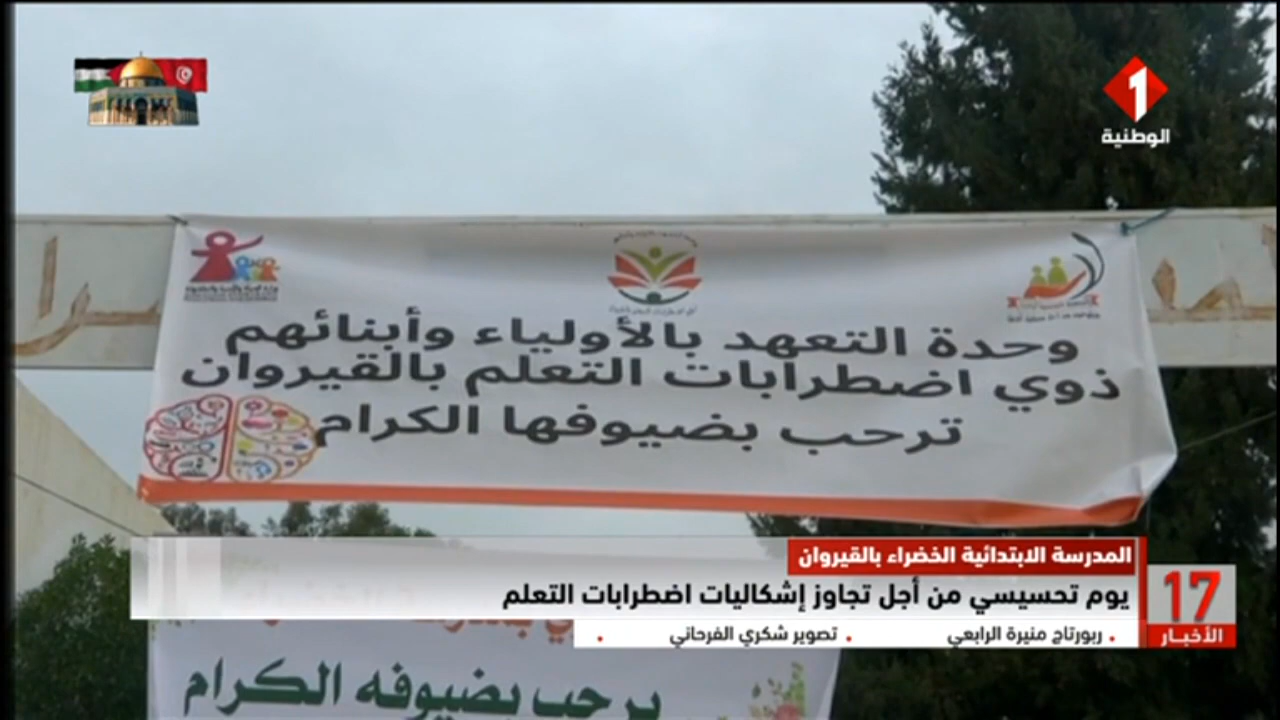 1
الوطنية
وحدة التعهد بالأولياء وأبنائهم
ذوي اضطرابات التعلم بالقيروان
ترحب بضيوفها الكرام
المدرسة الابتدائية الخضراء بالقيروان
يوم تحسيسي من أجل تجاوز إشكاليات اضطرابات التعلم
. ربورتاج منيرة الرابعي . تصوير شكري الفرحاني .
17
الأخبار
يرحب بضيوفه الكرام